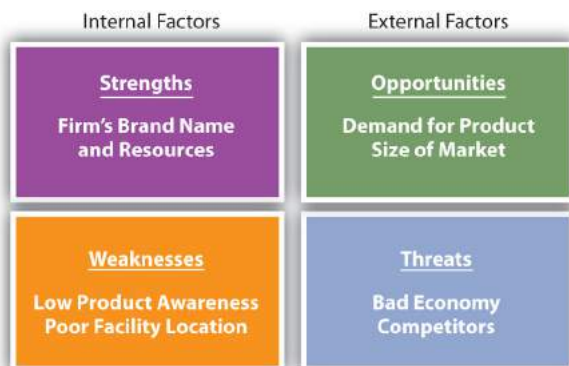 Internal Factors
External Factors
Strengths
Firm's Brand Name
and Resources
Opportunities
Demand for Product
Size of Market
Weaknesses
Low Product Awareness
Poor Facility Location
Threats
Bad Economy
Competitors